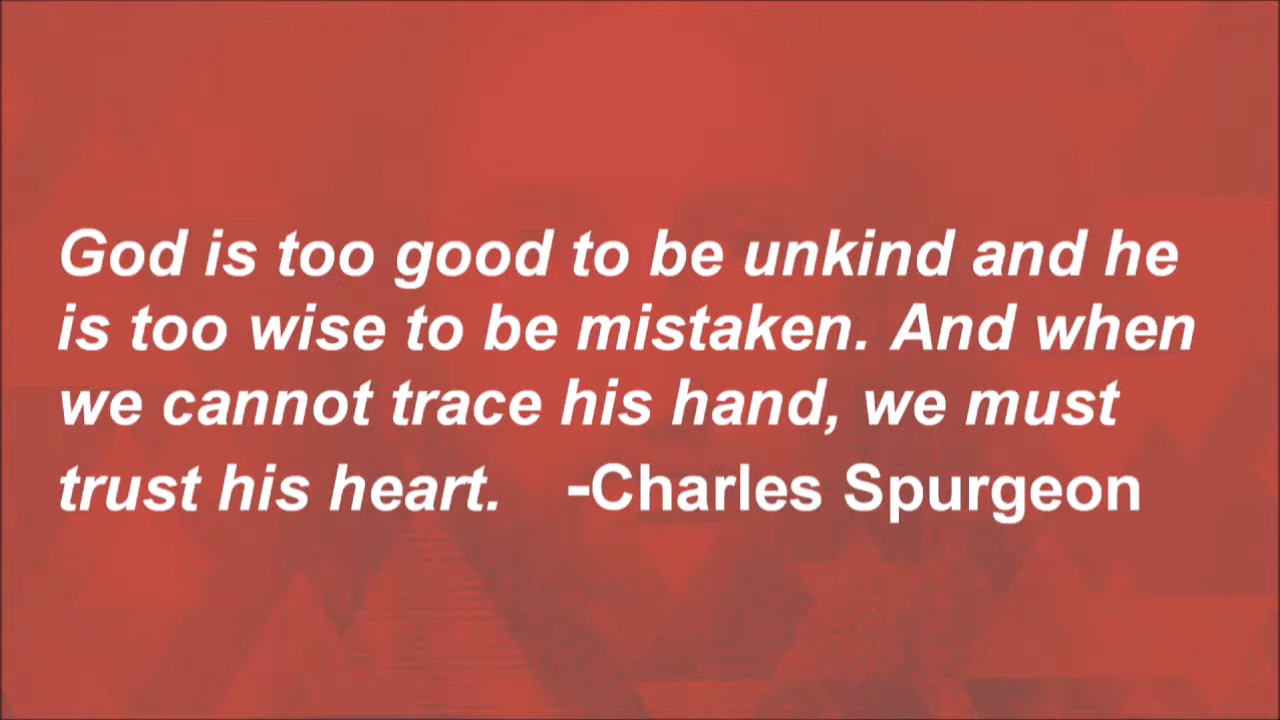 God is too good to be unkind and he
is too wise to be mistaken. And when
we cannot trace his hand, we must
trust his heart. -Charles Spurgeon